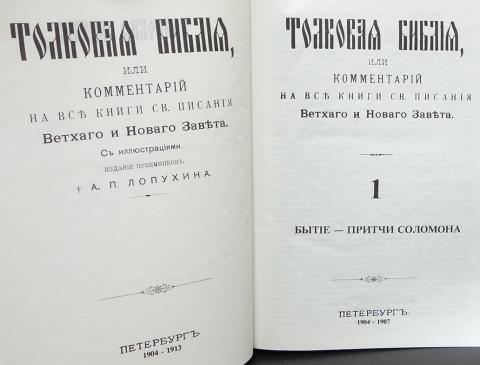 ТОЛКОВАЯ БИБЛІЯ,
ИЛИ
КОММЕНТАРІЙ
НА ВСѢ КНИГИ СВ. ПИСАНІЯ
Ветхаго и Новаго Завѣта.
Съ иллюстраціями.
ИЗДАНІЕ ПРЕЕМНИКОВЪ
† А. П. ЛОПУХИНА.
ПЕТЕРБУРГЪ
1904 - 1913
ТОЛКОВАЯ БИБЛІЯ,
ИЛИ
КОММЕНТАРІЙ
НА ВСѢ КНИГИ СВ. ПИСАНІЯ
Ветхаго и Новаго Завѣта.
1
БЫТІЕ — ПРИТЧИ СОЛОМОНА
ПЕТЕРБУРГЪ
1904 - 1907